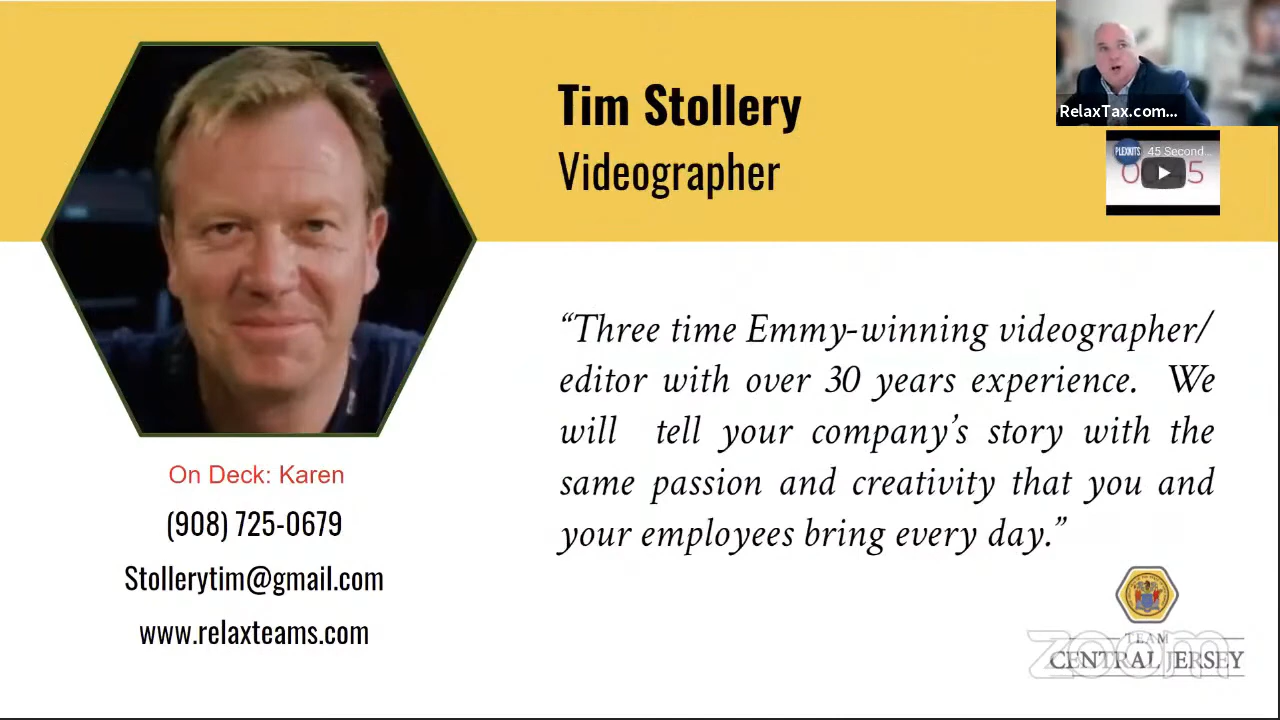 Tim Stollery
Videographer
RelaxTax.com...
PLEXKITS 45 Second...
“Three time Emmy-winning videographer/
editor with over 30 years experience. We
will tell your company’s story with the
same passion and creativity that you and
your employees bring every day.”
On Deck: Karen
(908) 725-0679
Stollerytim@gmail.com
www.relaxteams.com
zoom
TEAM
CENTRAL JERSEY